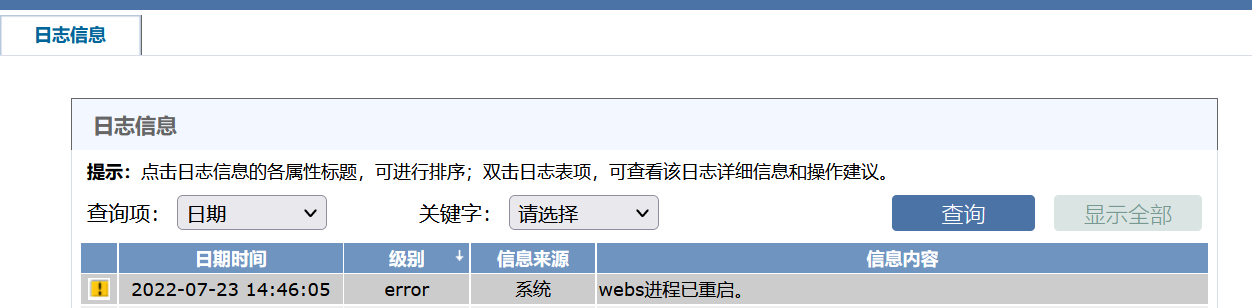 日志信息
日志信息
提示：点击日志信息的各属性标题，可进行排序；双击日志表项，可查看该日志详细信息和操作建议。
查询项： 日期 关键字： 请选择 查询 显示全部
日期时间 级别 信息来源 信息内容
2022-07-23 14:46:05 error 系统 webs进程已重启。